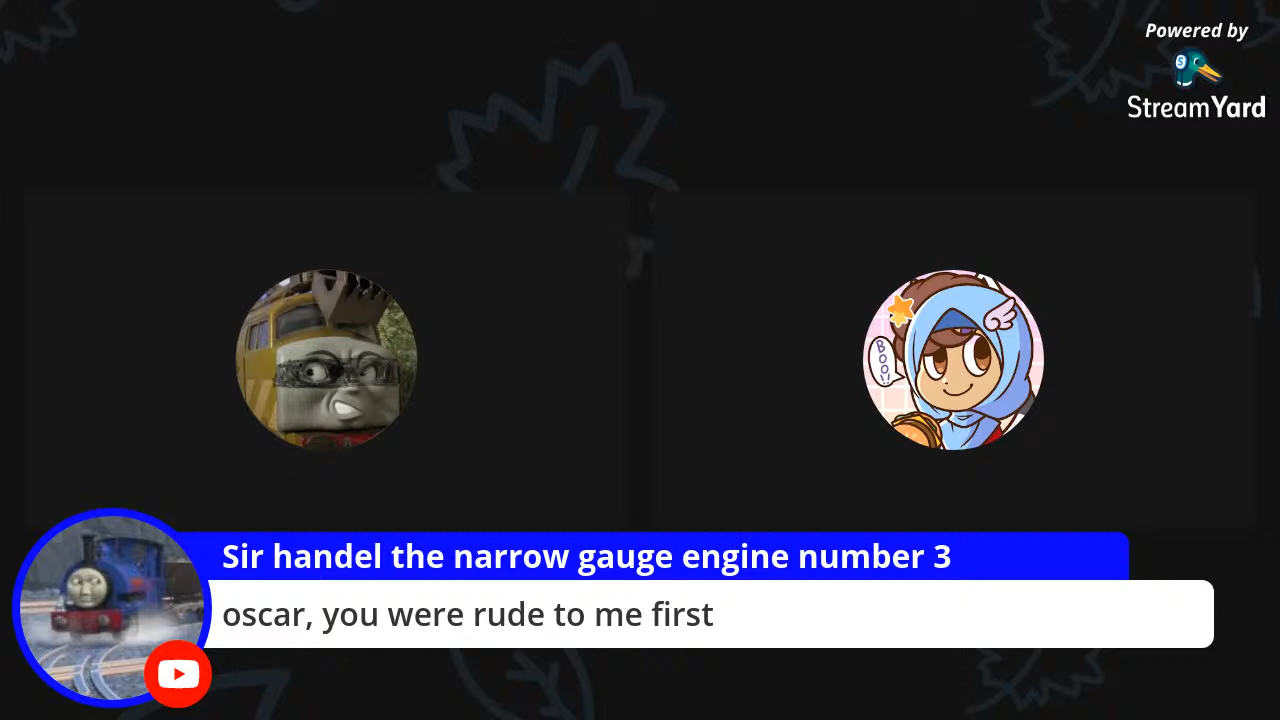 Powered by
StreamYard
BOO!!
Sir handel the narrow gauge engine number 3
oscar, you were rude to me first